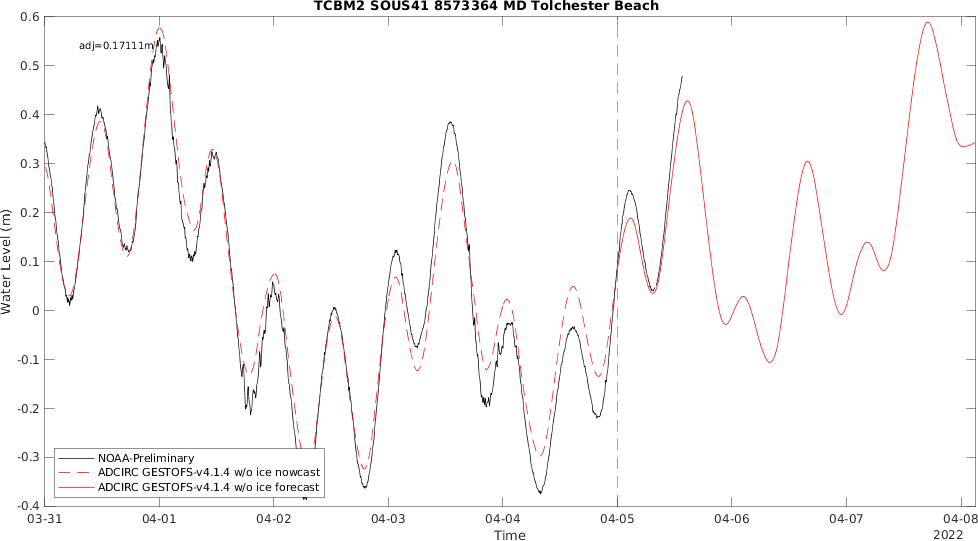 TCBM2 SOUS41 8573364 MD Tolchester Beach
0.6
adj=0.17111m
0.5
0.4
0.3
0.2
0.1
0
-0.1
-0.2
-0.3
-0.4
Water Level (m)
NOAA-Preliminary
ADCIRC GESTOFS-v4.1.4 w/o ice nowcast
ADCIRC GESTOFS-v4.1.4 w/o ice forecast
03-31 04-01 04-02 04-03 04-04 04-05 04-06 04-07 04-08
Time
2022